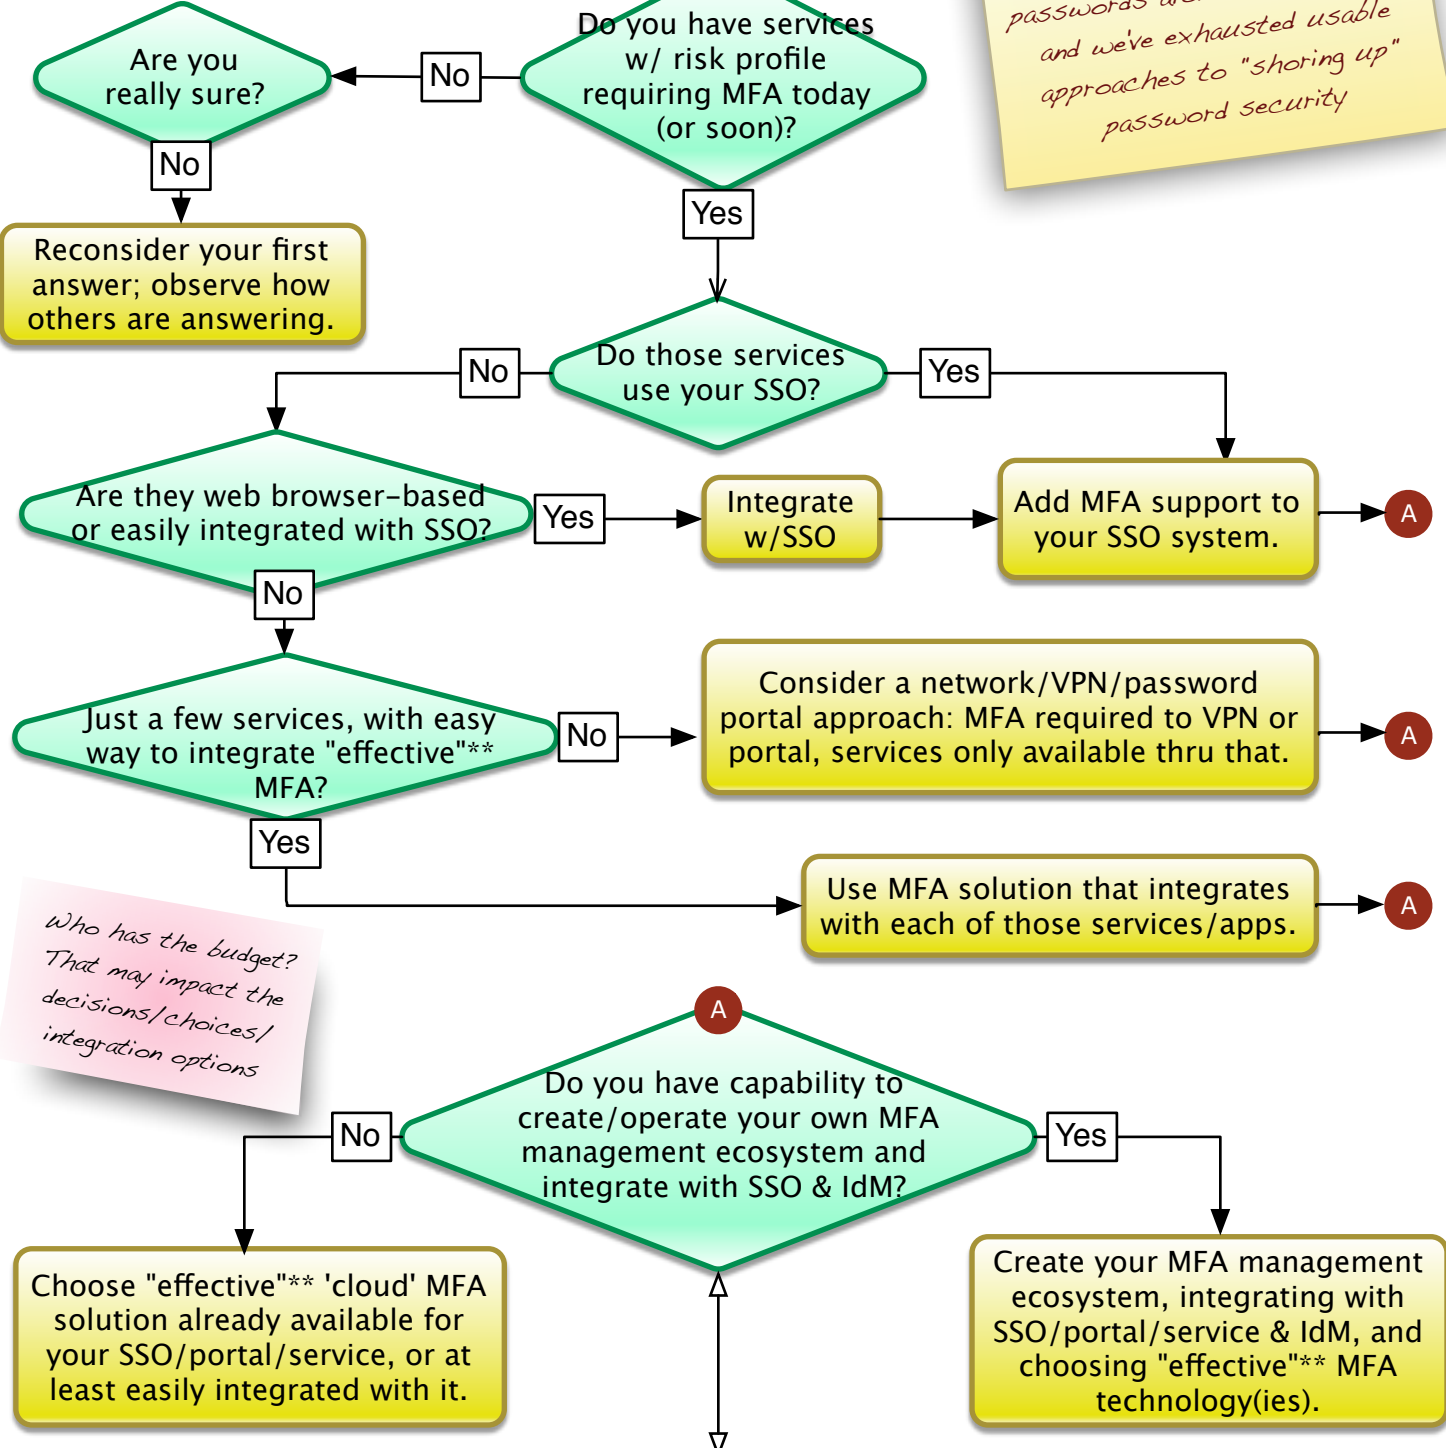 Do you have services
w/ risk profile
requiring MFA today
(or soon)?
No
Are you
really sure?
passwords
and we've exhausted usable
approaches to "shoring up"
password security
No
Yes
Reconsider your first
answer; observe how
others are answering.
Do those services
use your SSO?
No
Yes
Are they web browser-based
or easily integrated with SSO?
Yes
Integrate
w/SSO
Add MFA support to
your SSO system.
A
No
Just a few services, with easy
way to integrate "effective"**
MFA?
No
Consider a network/VPN/password
portal approach: MFA required to VPN or
portal, services only available thru that.
A
Yes
Use MFA solution that integrates
with each of those services/apps.
A
Who has the budget?
That may impact the
decisions/choices/
integration options
A
Do you have capability to
create/operate your own MFA
management ecosystem and
integrate with SSO & IdM?
No
Yes
Choose "effective"** 'cloud' MFA
solution already available for
your SSO/portal/service, or at
least easily integrated with it.
Create your MFA management
ecosystem, integrating with
SSO/portal/service & IdM, and
choosing "effective"** MFA
technology(ies).